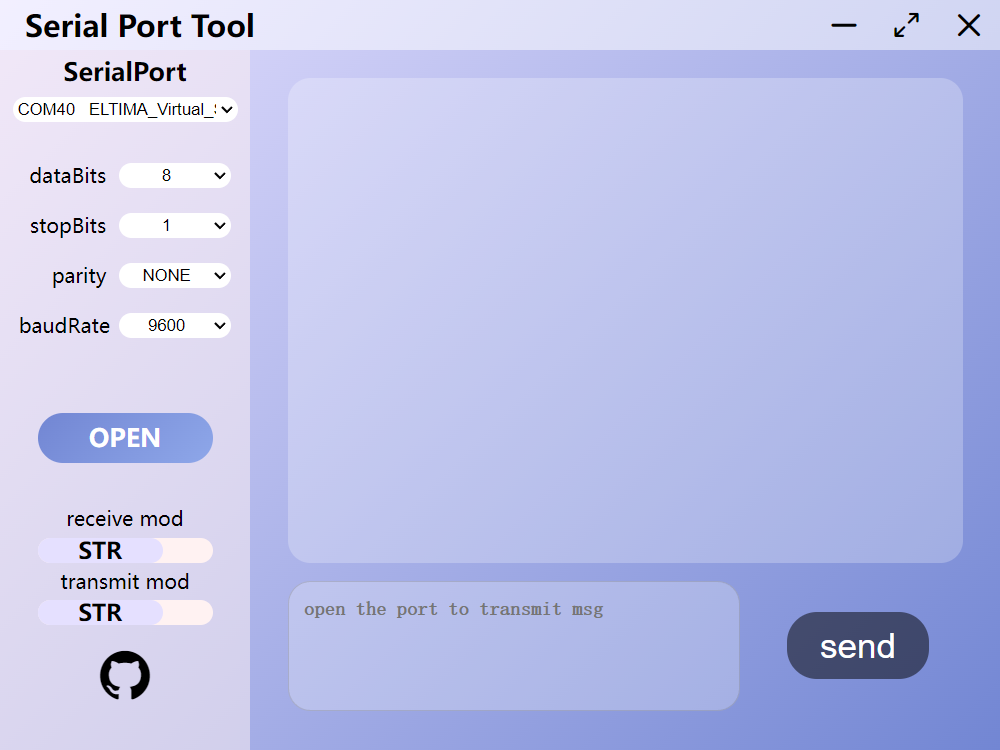 Serial Port Tool
SerialPort
COM40 ELTIMA_Virtual_
dataBits 8
stopBits 1
parity NONE
baudRate 9600
OPEN
receive mod
STR
transmit mod
STR
open the port to transmit msg
send